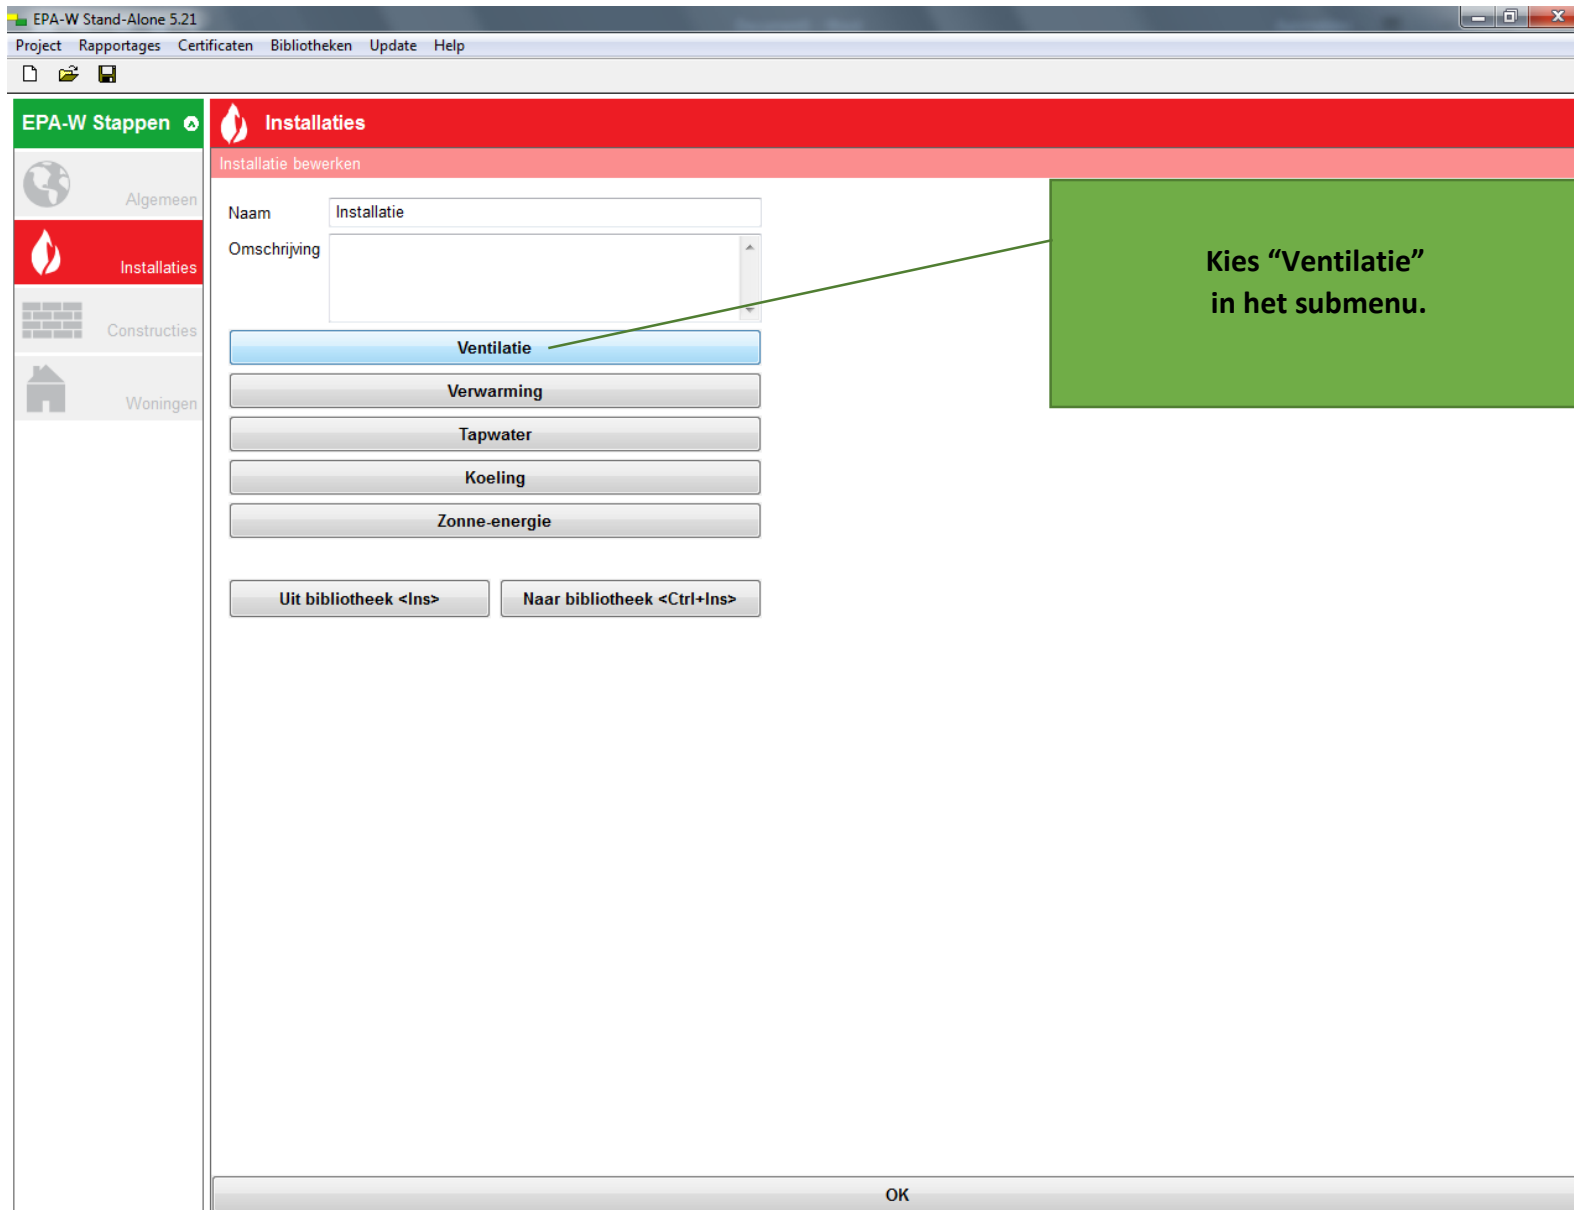 EPA-W Stand-Alone 5.21
Project Rapportages Certificaten Bibliotheken Update Help
EPA-W Stappen
Installaties
Installatie bewerken
Algemeen
Installaties
Constructies
Woningen
Naam Installatie
Omschrijving
Ventilatie
Verwarming
Tapwater
Koeling
Zonne-energie
Uit bibliotheek <Ins> Naar bibliotheek <Ctrl+Ins>
Kies “Ventilatie”
in het submenu.
OK